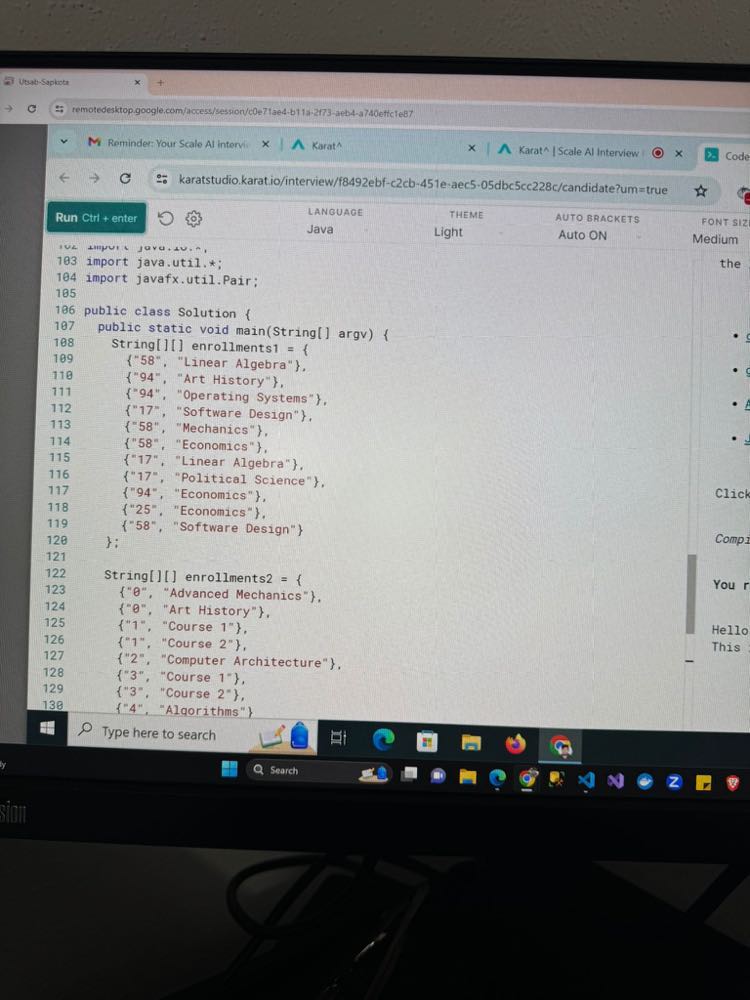 Utsab-Sapkota
remotedesktop.google.com/access/session/c0e71ae4-b11a-2f73-aeb4-a740effc1e87
Reminder: Your Scale AI intervi
Karat^
Karat^ | Scale AI Interview
Code
karatstudio.karat.io/interview/f8492ebf-c2cb-451e-aec5-05dbc5cc228c/candidate?um=true
Run Ctrl + enter
LANGUAGE
Java
THEME
Light
AUTO BRACKETS
Auto ON
FONT SIZ
Medium
102 import java.io.*;
103 import java.util.*;
104 import javafx.util.Pair;
105
106 public class Solution {
107 public static void main(String[] argv) {
108 String[][] enrollments1 = {
109 {"58", "Linear Algebra"},
110 {"94", "Art History"},
111 {"94", "Operating Systems"},
112 {"17", "Software Design"},
113 {"58", "Mechanics"},
114 {"58", "Economics"},
115 {"17", "Linear Algebra"},
116 {"17", "Political Science"},
117 {"94", "Economics"},
118 {"25", "Economics"},
119 {"58", "Software Design"}
120 };
121
122 String[][] enrollments2 = {
123 {"0", "Advanced Mechanics"},
124 {"0", "Art History"},
125 {"1", "Course 1"},
126 {"1", "Course 2"},
127 {"2", "Computer Architecture"},
128 {"3", "Course 1"},
129 {"3", "Course 2"},
130 {"4", "Algorithms"}
the
Click
Compi
You r
Hello
This
Type here to search
Search